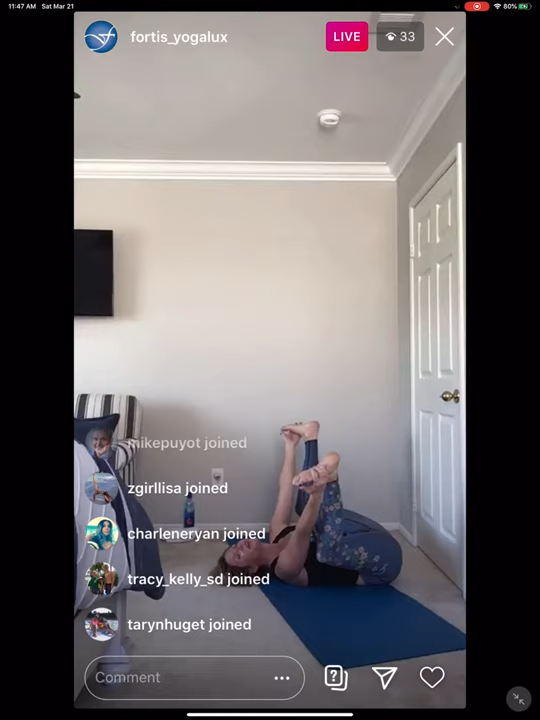 11:47 AM Sat Mar 21
80%
fortis_yogalux
LIVE
33
mikepuyot joined
zgirllisa joined
charleneryan joined
tracy_kelly_sd joined
tarynhuget joined
Comment